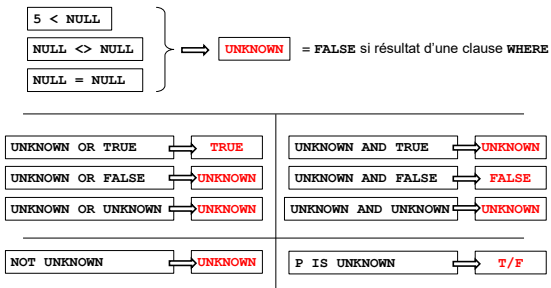 5 < NULL
NULL <> NULL
NULL = NULL
UNKNOWN = FALSE si résultat d'une clause WHERE
UNKNOWN OR TRUE TRUE
UNKNOWN OR FALSE UNKNOWN
UNKNOWN OR UNKNOWN UNKNOWN
UNKNOWN AND TRUE UNKNOWN
UNKNOWN AND FALSE FALSE
UNKNOWN AND UNKNOWN UNKNOWN
NOT UNKNOWN UNKNOWN
P IS UNKNOWN T/F